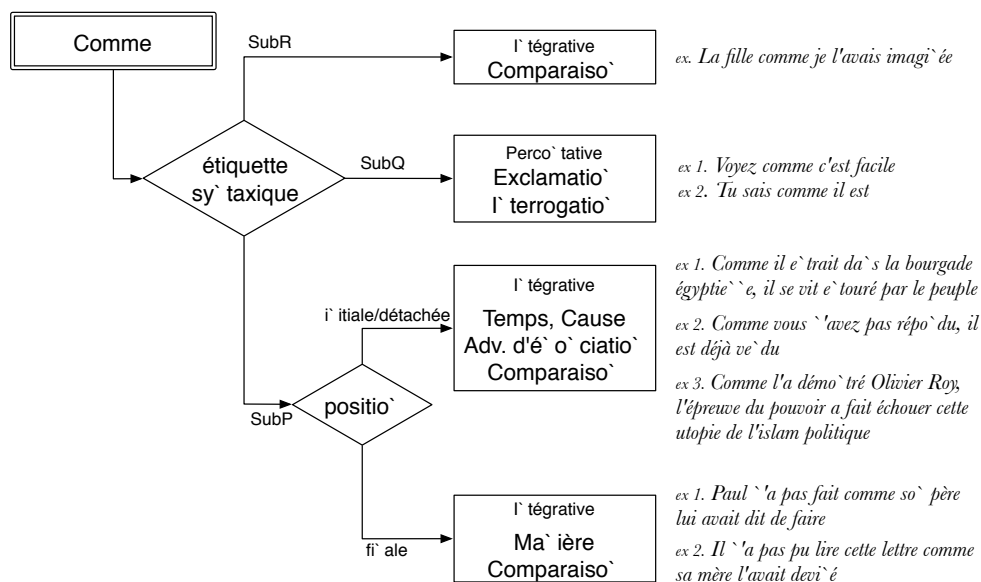 Comme
SubR
I` tégrative
Comparaiso`
ex. La fille comme je l'avais imagi`ée
étiquette
sy` taxique
SubQ
Perco` tative
Exclamatio`
I` terrogatio`
ex 1. Voyez comme c'est facile
ex 2. Tu sais comme il est
SubP
positio`
i` itiale/détachée
I` tégrative
Temps, Cause
Adv. d'é` o` ciatio`
Comparaiso`
ex 1. Comme il e`trait da`s la bourgade
égyptie``e, il se vit e`touré par le peuple
ex 2. Comme vous `'avez pas répo`du, il
est déjà ve`du
ex 3. Comme l'a démo`tré Olivier Roy,
l'épreuve du pouvoir a fait échouer cette
utopie de l'islam politique
fi` ale
I` tégrative
Ma` ière
Comparaiso`
ex 1. Paul `'a pas fait comme so` père
lui avait dit de faire
ex 2. Il `'a pas pu lire cette lettre comme
sa mère l'avait devi`é